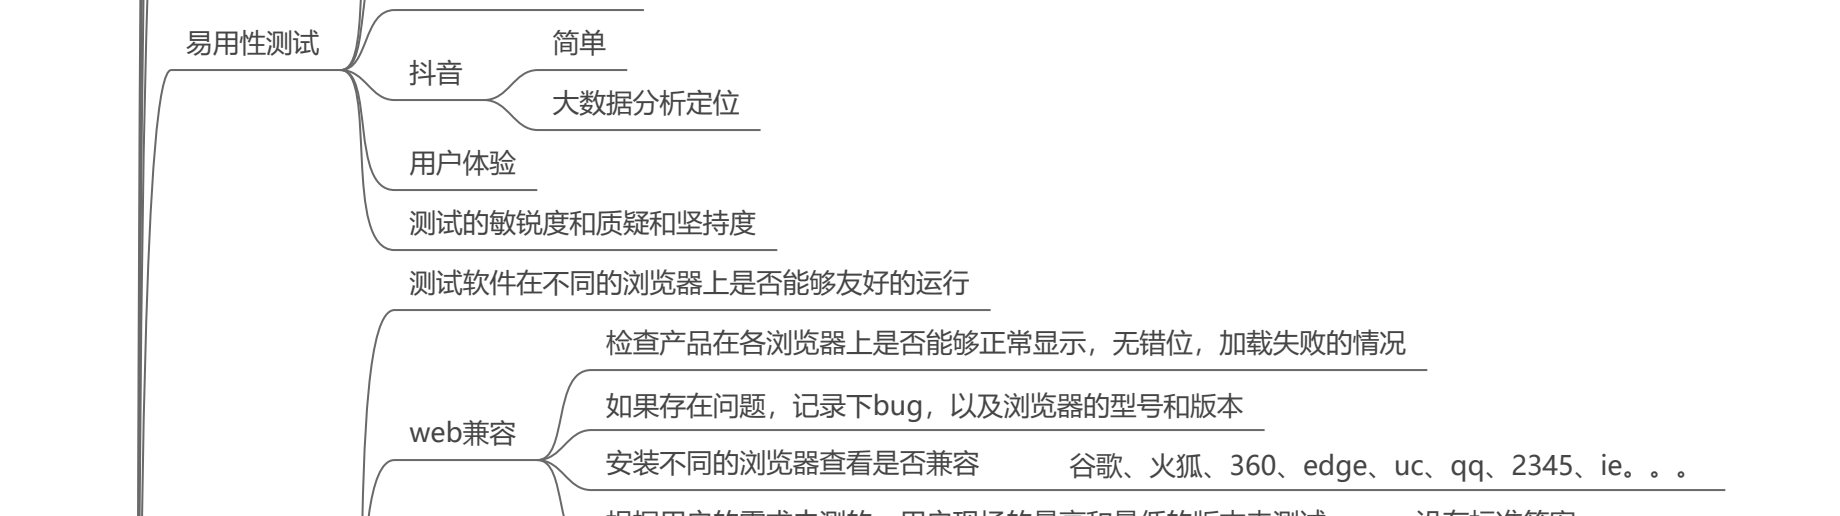 易用性测试
抖音
简单
大数据分析定位
用户体验
测试的敏锐度和质疑和坚持度
测试软件在不同的浏览器上是否能够友好的运行
web兼容
检查产品在各浏览器上是否能够正常显示，无错位，加载失败的情况
如果存在问题，记录下bug，以及浏览器的型号和版本
安装不同的浏览器查看是否兼容 谷歌、火狐、360、edge、uc、qq、2345、ie。。。